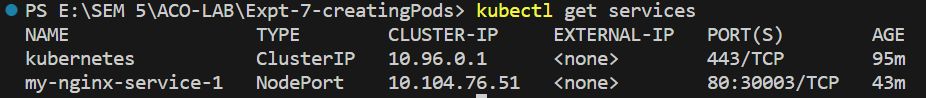 PS E:\SEM 5\ACO-LAB\Expt-7-creatingPods> kubectl get services
NAME TYPE CLUSTER-IP EXTERNAL-IP PORT(S) AGE
kubernetes ClusterIP 10.96.0.1 <none> 443/TCP 95m
my-nginx-service-1 NodePort 10.104.76.51 <none> 80:30003/TCP 43m